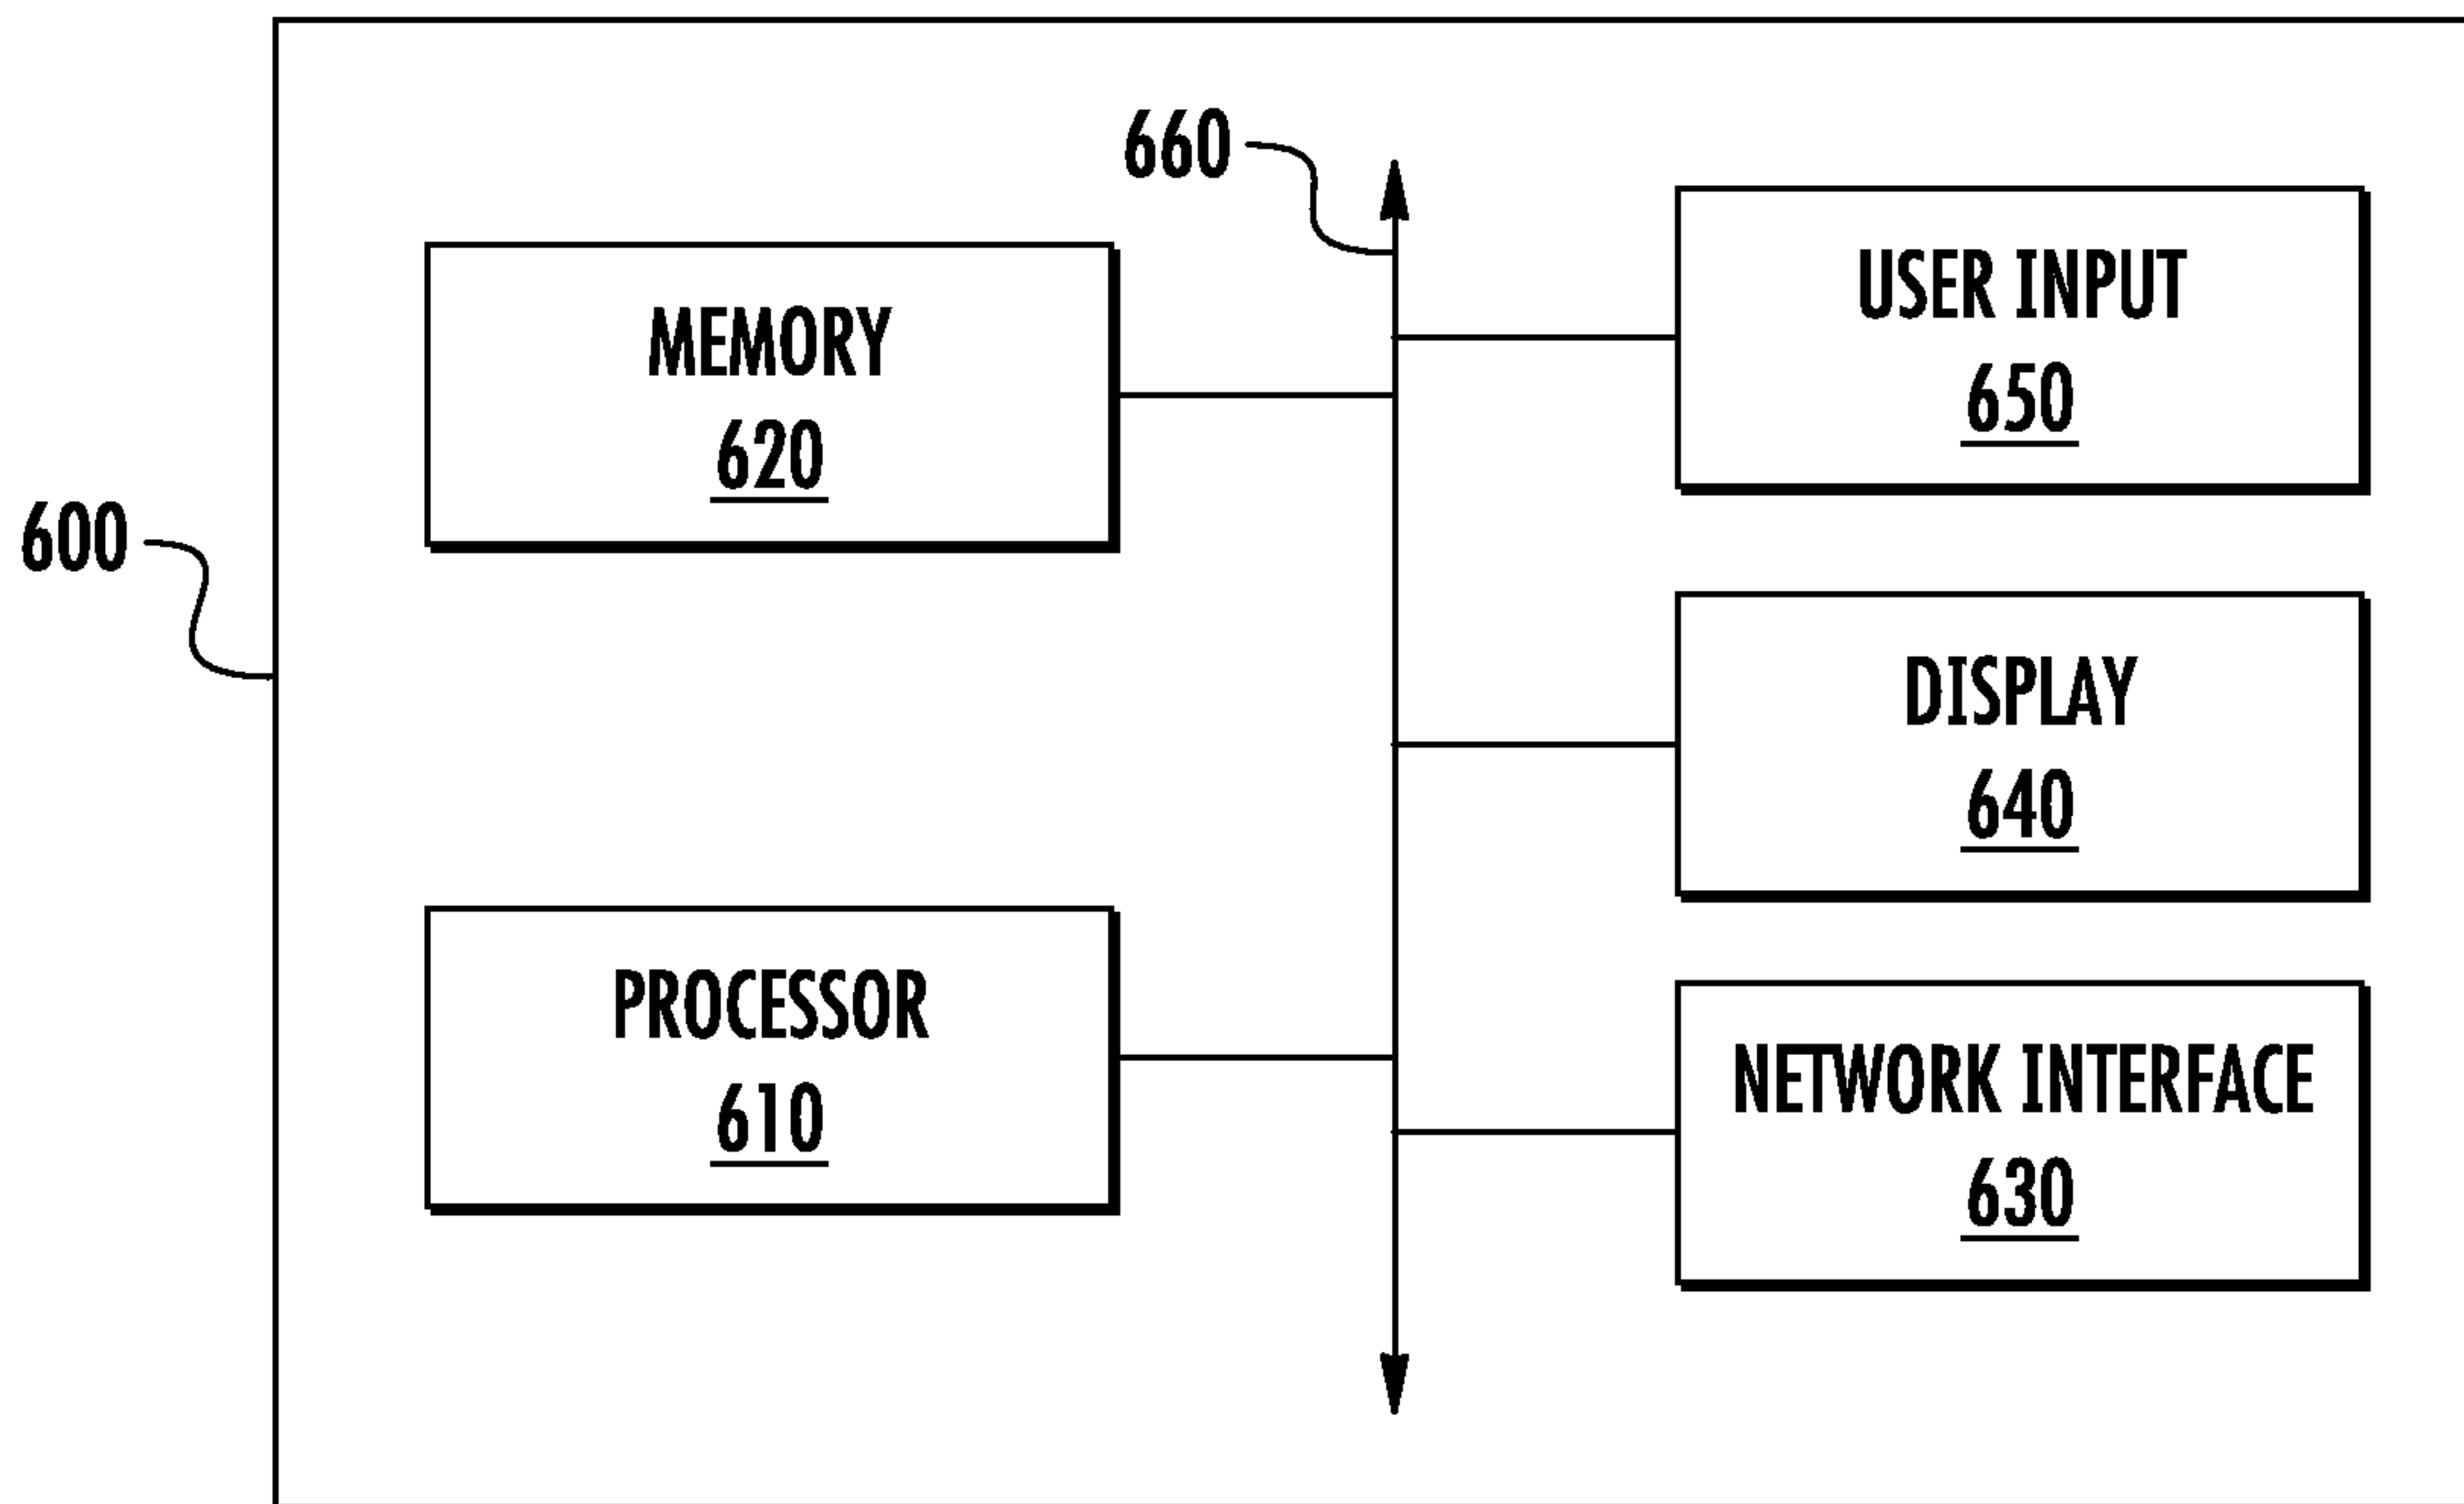 660
USER INPUT
650
MEMORY
620
600
DISPLAY
640
PROCESSOR
610
NETWORK INTERFACE
630